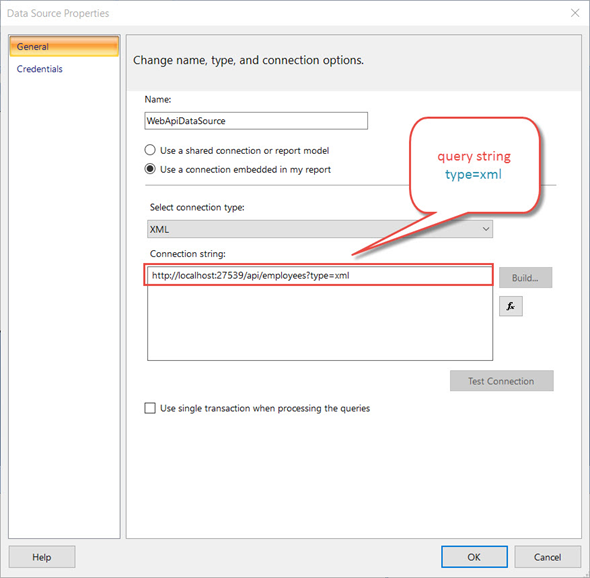 Data Source Properties
General
Credentials
Change name, type, and connection options.
Name:
WebApiDataSource
Use a shared connection or report model
Use a connection embedded in my report
query string
type=xml
Select connection type:
XML
Connection string:
http://localhost:27539/api/employees?type=xml
Build...
fx
Test Connection
Use single transaction when processing the queries
Help
OK
Cancel